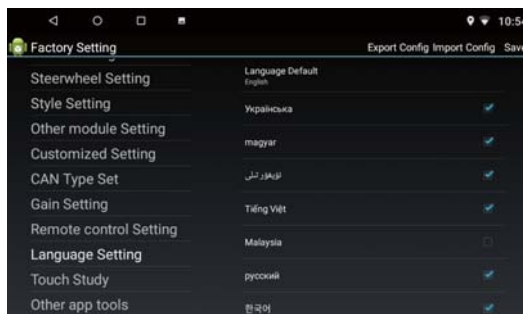 10:54
Factory Setting
Export Config Import Config Save
Steerwheel Setting
Style Setting
Other module Setting
Customized Setting
CAN Type Set
Gain Setting
Remote control Setting
Language Setting
Touch Study
Other app tools
Language Default
English
Українська
magyar
ئۇيغۇر تىلى
Tiếng Việt
Malaysia
русский
한국어